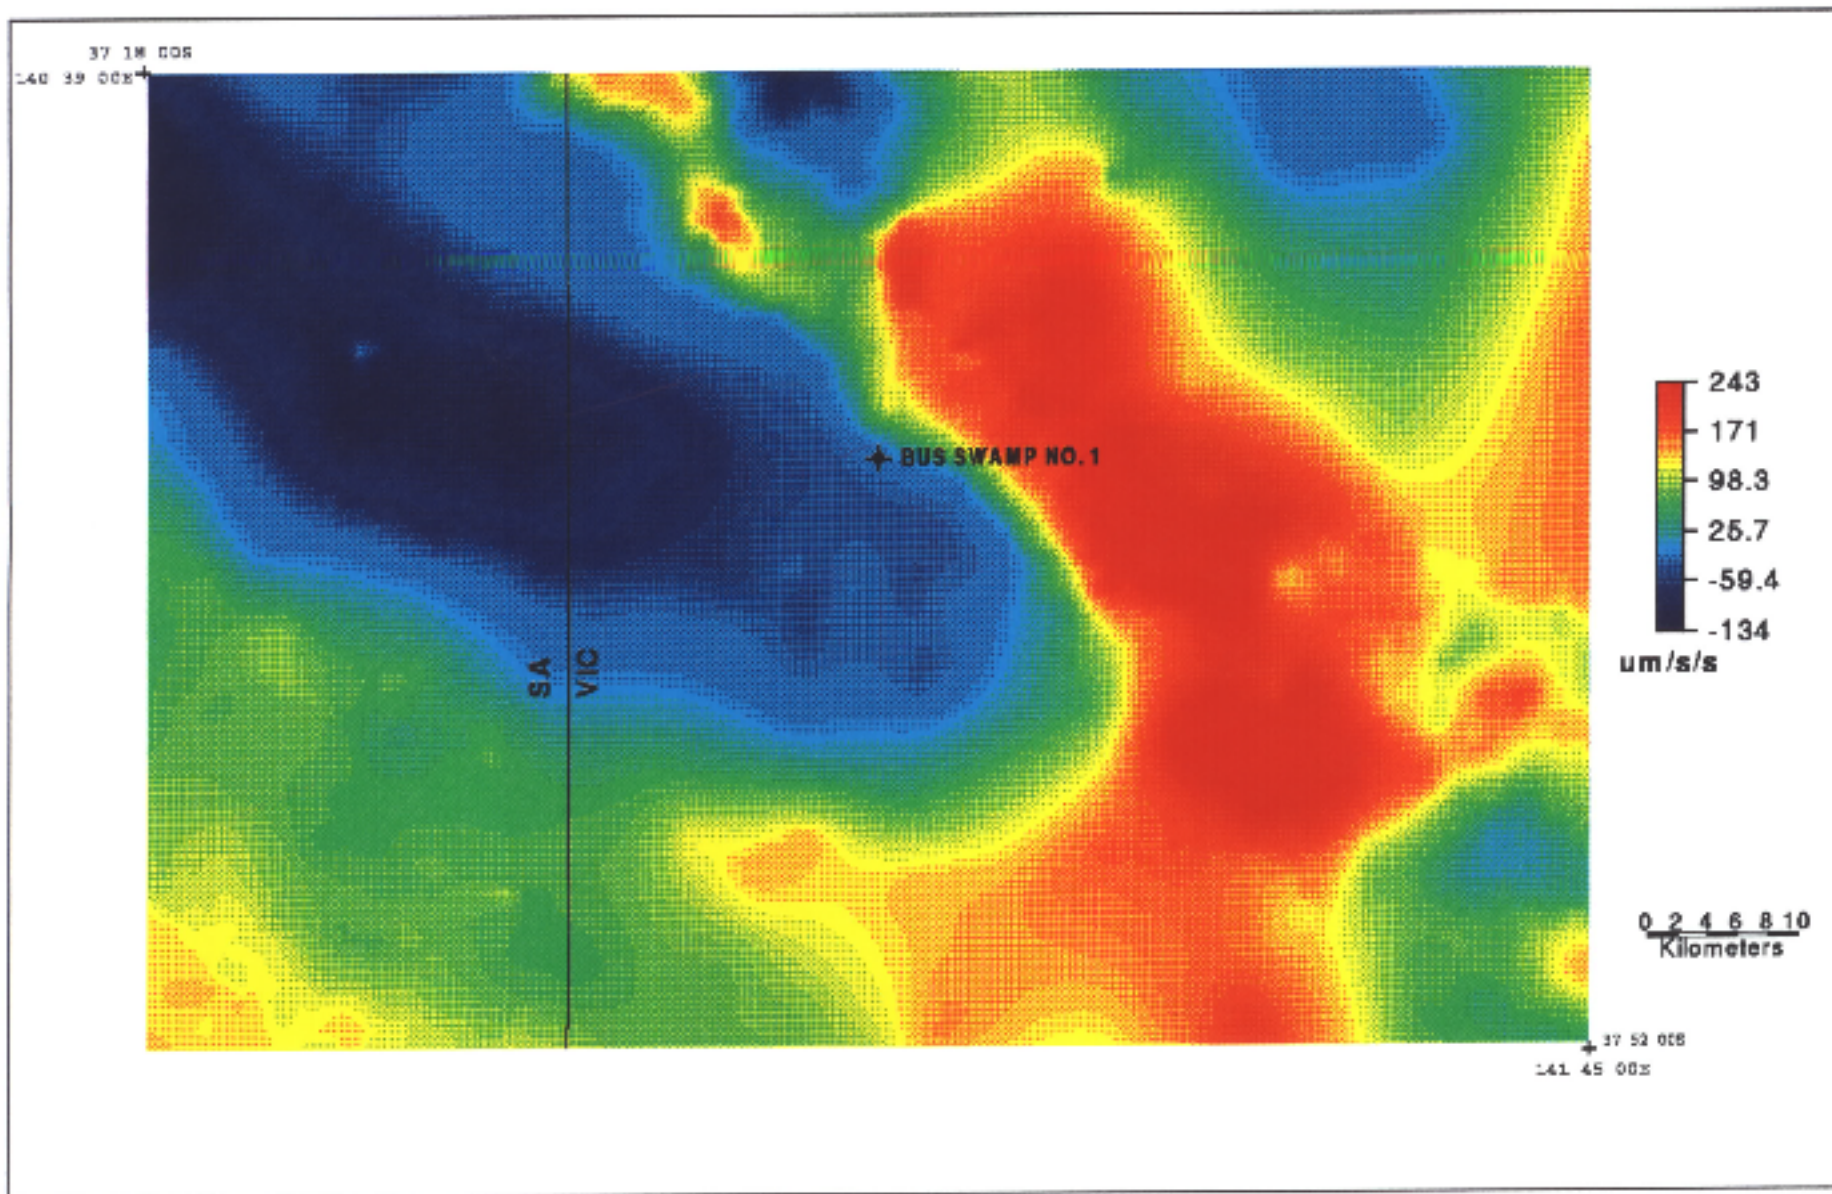 37 18 00S
140 39 00E
BUS SWAMP NO. 1
243
171
98.3
25.7
-59.4
-134
um/s/s
SA
VIC
0 2 4 6 8 10
Kilometers
37 52 00S
141 45 00E